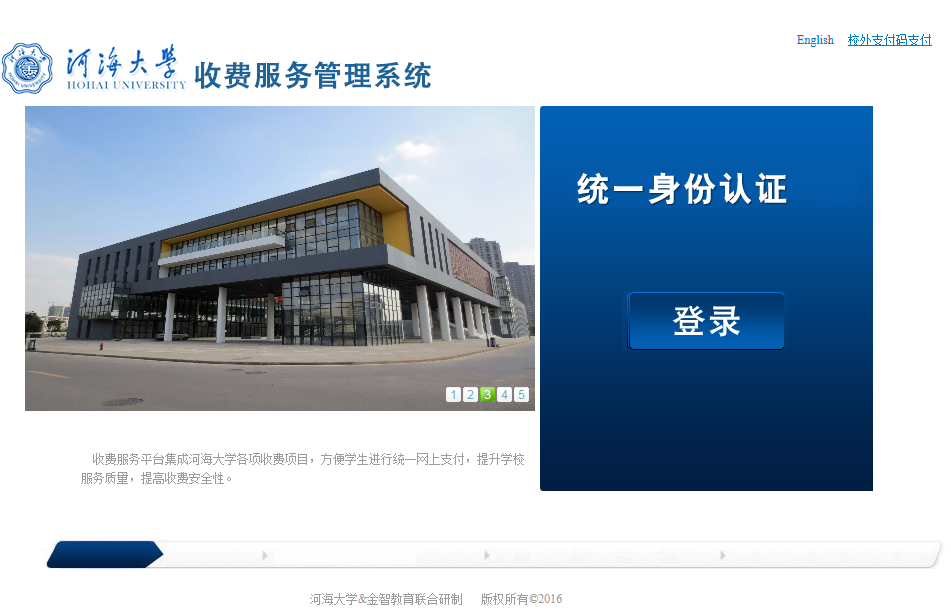 English 校外支付码支付
河海大学
HOHAI UNIVERSITY
收费服务管理系统
统一身份认证
登录
1 2 3 4 5
收费服务平台集成河海大学各项收费项目，方便学生进行统一网上支付，提升学校
服务质量，提高收费安全性。
河海大学&金智教育联合研制 版权所有©2016